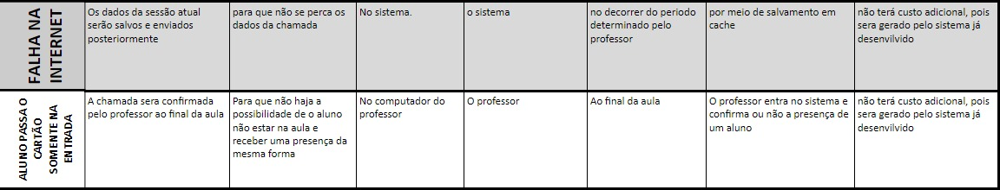 FALHA NA
INTERNET
Os dados da sessão atual
serão salvos e enviados
posteriormente
para que não se perca os
dados da chamada
No sistema.
o sistema
no decorrer do periodo
determinado pelo
professor
por meio de salvamento em
cache
não terá custo adicional, pois
sera gerado pelo sistema já
desenvilvido
ALUNO PASSA O
CARTÃO
SOMENTE NA
ENTRADA
A chamada sera confirmada
pelo professor ao final da aula
Para que não haja a
possibilidade de o aluno
não estar na aula e
receber uma presença da
mesma forma
No computador do
professor
O professor
Ao final da aula
O professor entra no sistema e
confirma ou não a presença de
um aluno
não terá custo adicional, pois
sera gerado pelo sistema já
desenvilvido